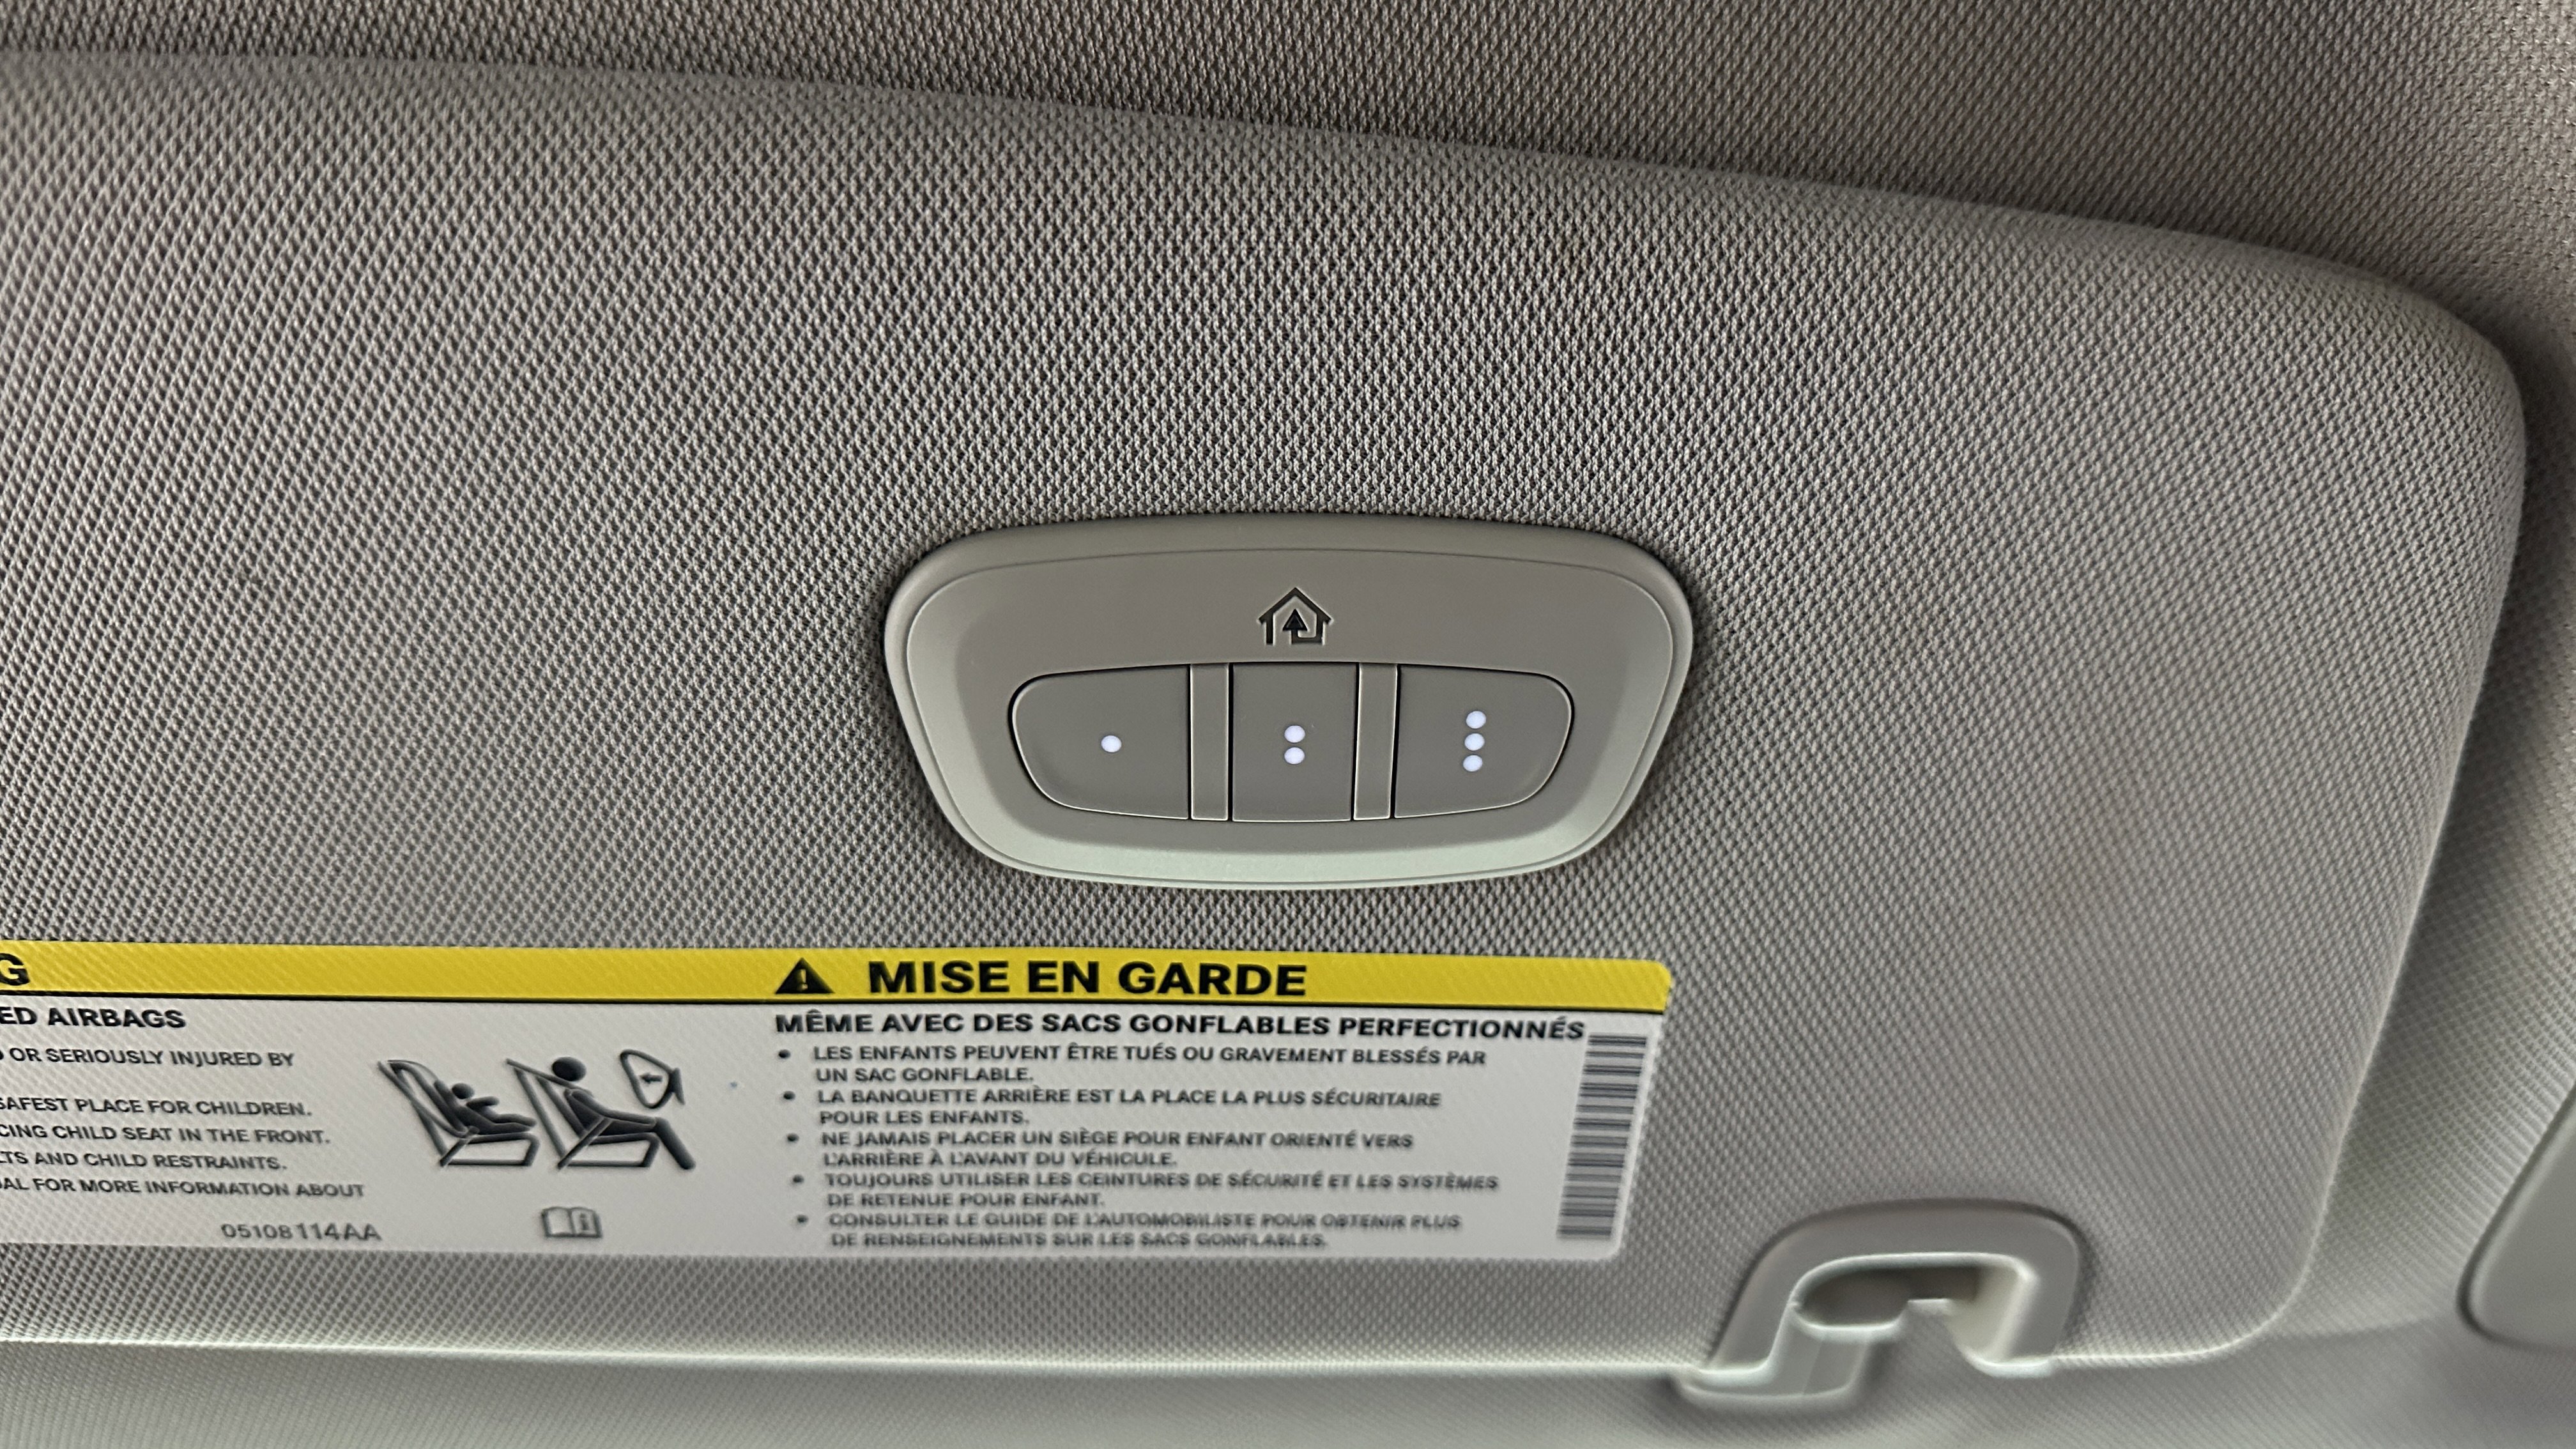 G
ED AIRBAGS
OR SERIOUSLY INJURED BY
SAFEST PLACE FOR CHILDREN.
CING CHILD SEAT IN THE FRONT.
LTS AND CHILD RESTRAINTS.
AL FOR MORE INFORMATION ABOUT
05108114AA
MISE EN GARDE
MÊME AVEC DES SACS GONFLABLES PERFECTIONNÉS
• LES ENFANTS PEUVENT ÊTRE TUÉS OU GRAVEMENT BLESSÉS PAR
UN SAC GONFLABLE.
• LA BANQUETTE ARRIÈRE EST LA PLACE LA PLUS SÉCURITAIRE
POUR LES ENFANTS.
• NE JAMAIS PLACER UN SIÈGE POUR ENFANT ORIENTÉ VERS
L'ARRIÈRE À L'AVANT DU VÉHICULE.
• TOUJOURS UTILISER LES CEINTURES DE SÉCURITÉ ET LES SYSTÈMES
DE RETENUE POUR ENFANT.
• CONSULTER LE GUIDE DE L'AUTOMOBILISTE POUR OBTENIR PLUS
DE RENSEIGNEMENTS SUR LES SACS GONFLABLES.